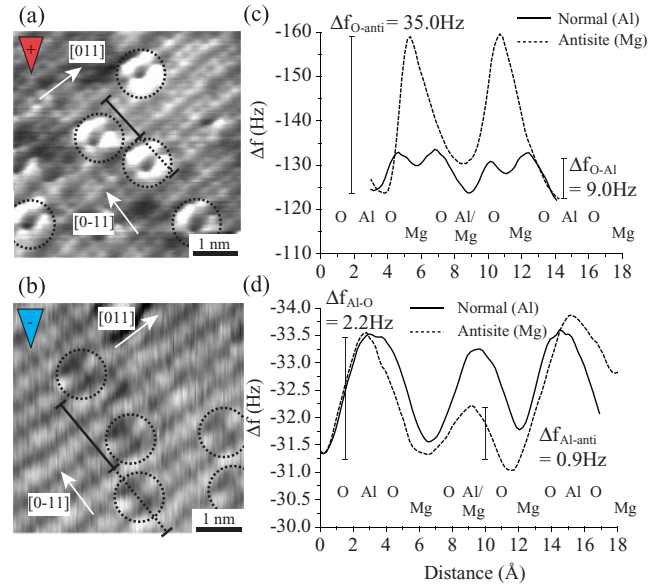 (a)
+
[011]
[0-11]
1 nm
(b)
-
[011]
[0-11]
1 nm
(c)
-160
-150
-140
-130
-120
-110
Δf (Hz)
ΔfO-anti = 35.0Hz
Normal (Al)
Antisite (Mg)
ΔfO-Al
= 9.0Hz
O Al O O Al/ O O Al O
Mg Mg Mg Mg
0 2 4 6 8 10 12 14 16 18
(d)
-34.0
-33.5
-33.0
-32.5
-32.0
-31.5
-31.0
-30.5
-30.0
Δf (Hz)
ΔfAl-O
= 2.2Hz
Normal (Al)
Antisite (Mg)
ΔfAl-anti
= 0.9Hz
O Al O O Al/ O O Al O
Mg Mg Mg Mg
0 2 4 6 8 10 12 14 16 18
Distance (Å)